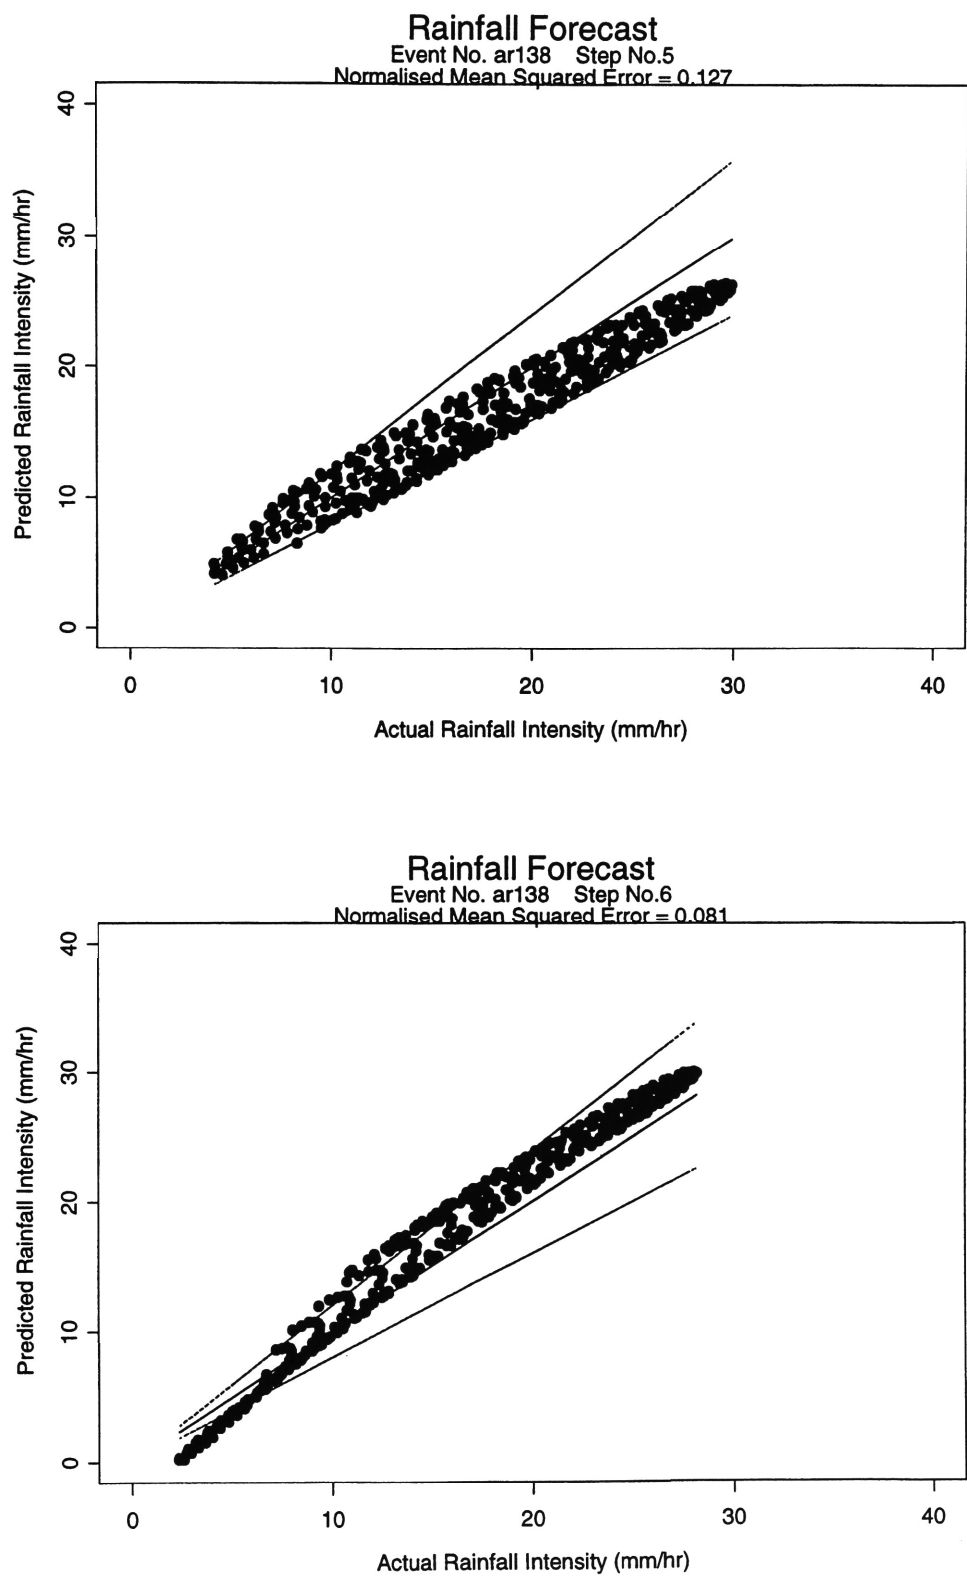 Rainfall Forecast
Event No. ar138 Step No.5
Normalised Mean Squared Error = 0.127
40
30
20
10
0
Predicted Rainfall Intensity (mm/hr)
0 10 20 30 40
Actual Rainfall Intensity (mm/hr)
Rainfall Forecast
Event No. ar138 Step No.6
Normalised Mean Squared Error = 0.081
40
30
20
10
0
Predicted Rainfall Intensity (mm/hr)
0 10 20 30 40
Actual Rainfall Intensity (mm/hr)